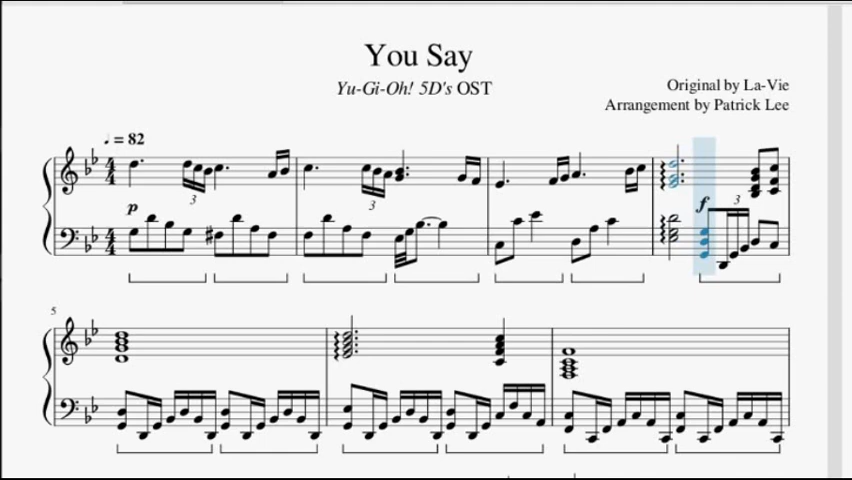 You Say
Yu-Gi-Oh! 5D's OST
Original by La-Vie
Arrangement by Patrick Lee
♩. = 82
p
3
3
f
3
5